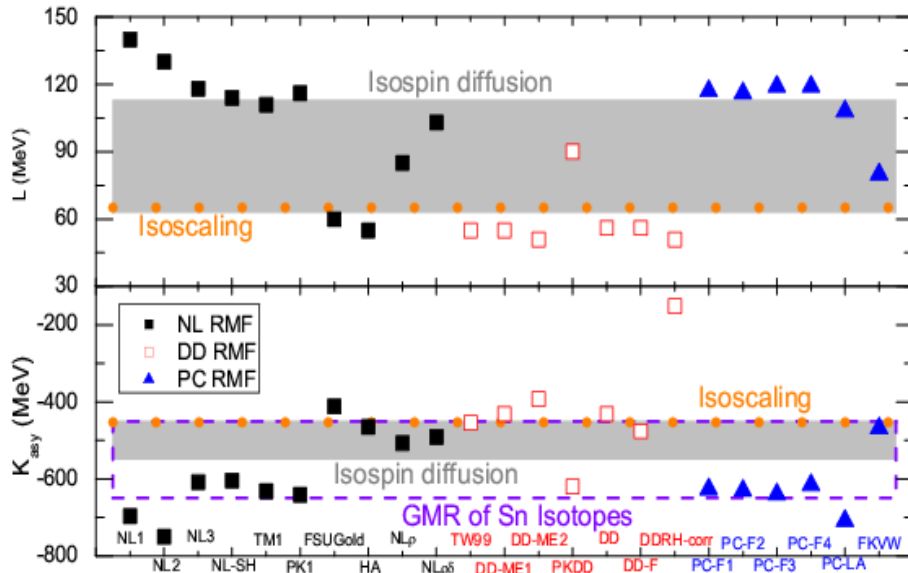 150
120
90
60
30
L (MeV)
Isospin diffusion
Isoscaling
-200
-400
-600
-800
K asy (MeV)
NL RMF
DD RMF
PC RMF
Isoscaling
Isospin diffusion
GMR of Sn Isotopes
NL1 NL3 TM1 FSUGold NLρ TW99 DD-ME2 DD DDRH-corr PC-F2 PC-F4 FKVW
NL2 NL-SH PK1 HA NLρδ DD-ME1 PKDD DD-F PC-F1 PC-F3 PC-LA